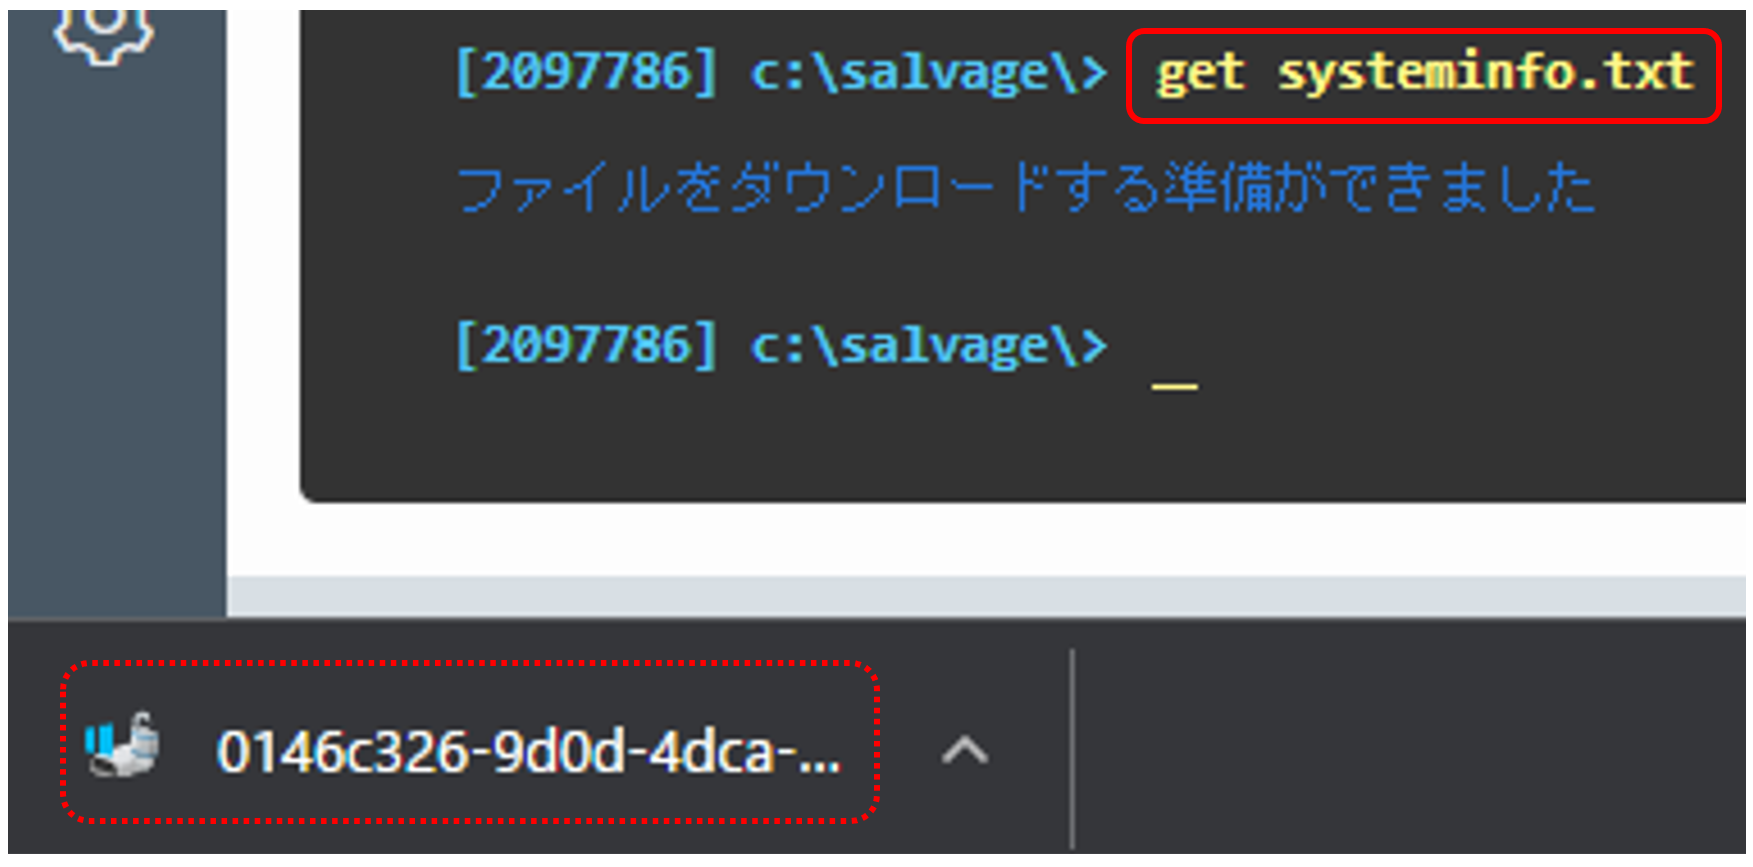 [2097786] c:\salvage\> get systeminfo.txt
ファイルをダウンロードする準備ができました
[2097786] c:\salvage\> _
0146c326-9d0d-4dca-...